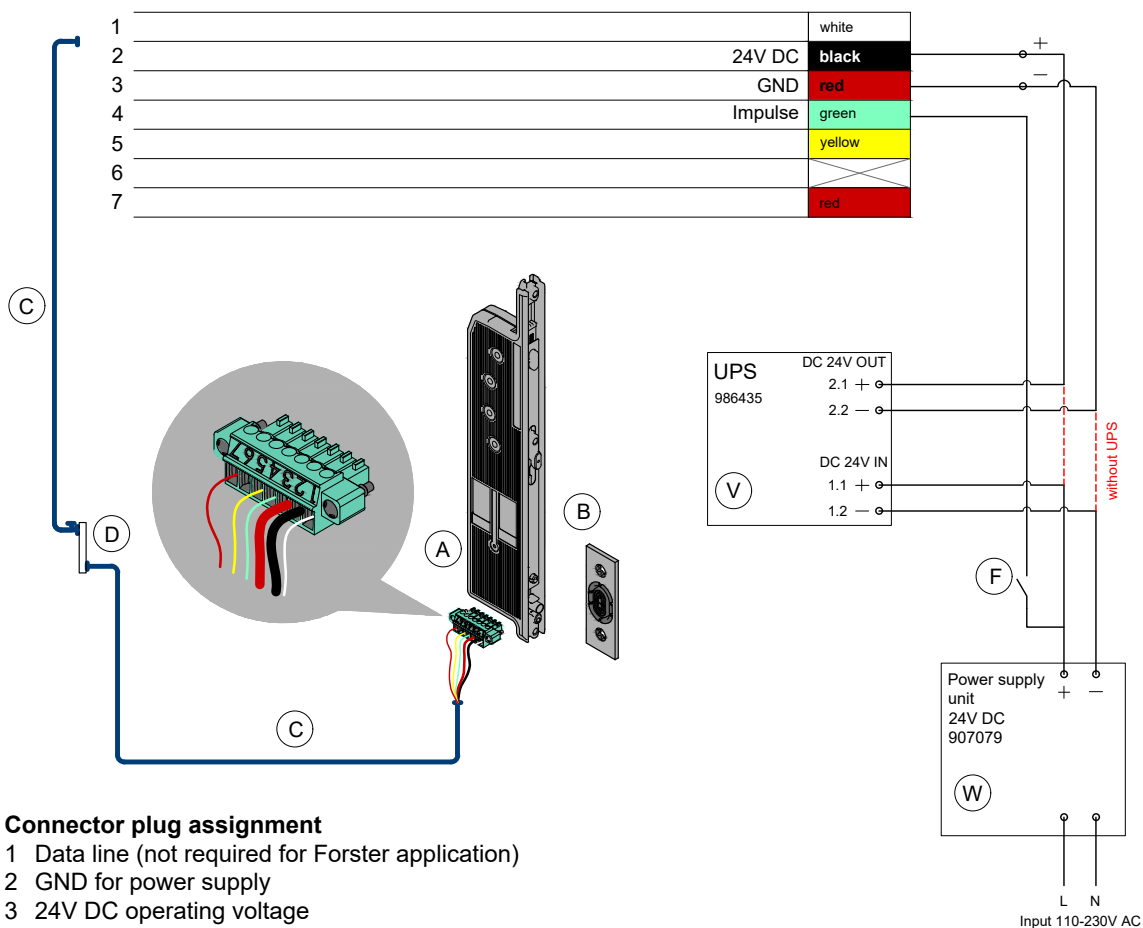 1 white
2 24V DC black +
3 GND red −
4 Impulse green
5 yellow
6
7 red
C
UPS
986435
DC 24V OUT
2.1 +
2.2 −
DC 24V IN
1.1 +
1.2 −
V
without UPS
1234567
A
B
D
F
C
Power supply
unit
24V DC
907079
+ −
W
L N
Input 110-230V AC
Connector plug assignment
1 Data line (not required for Forster application)
2 GND for power supply
3 24V DC operating voltage